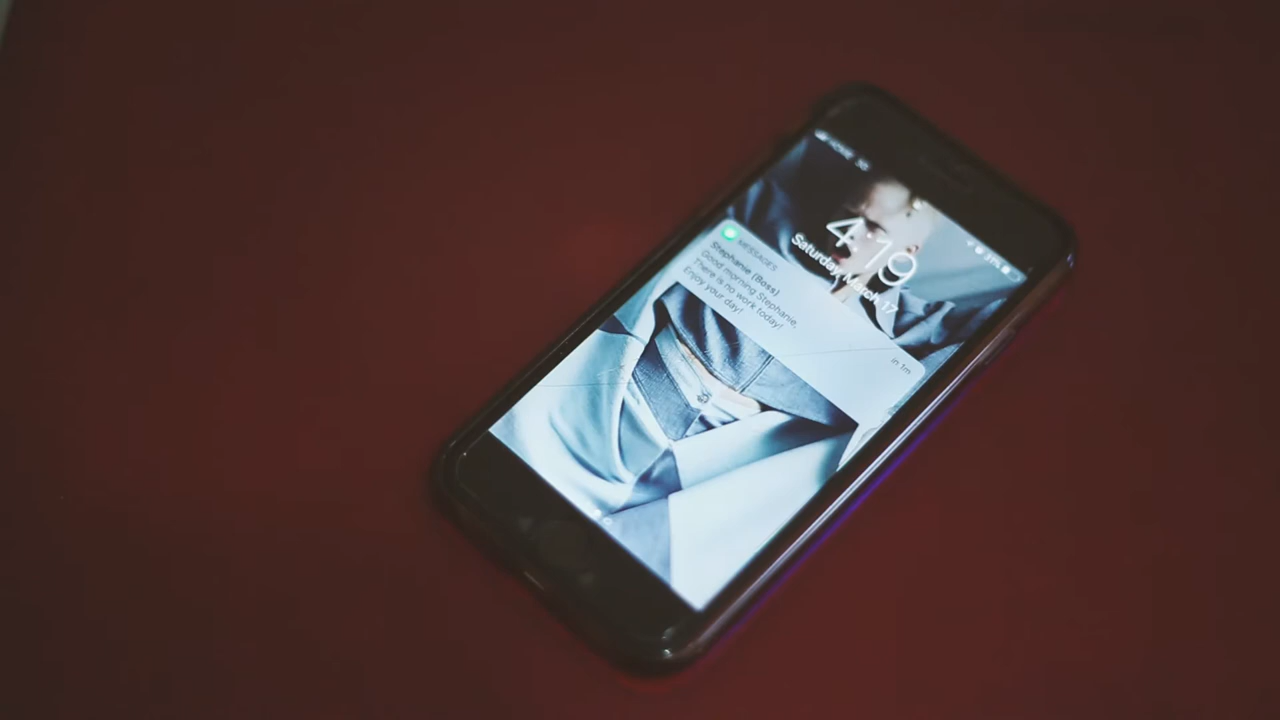 4:19
Saturday, March 17
MESSAGES
in 1m
Stephanie (Boss)
Good morning Stephanie,
There is no work today!
Enjoy your day!